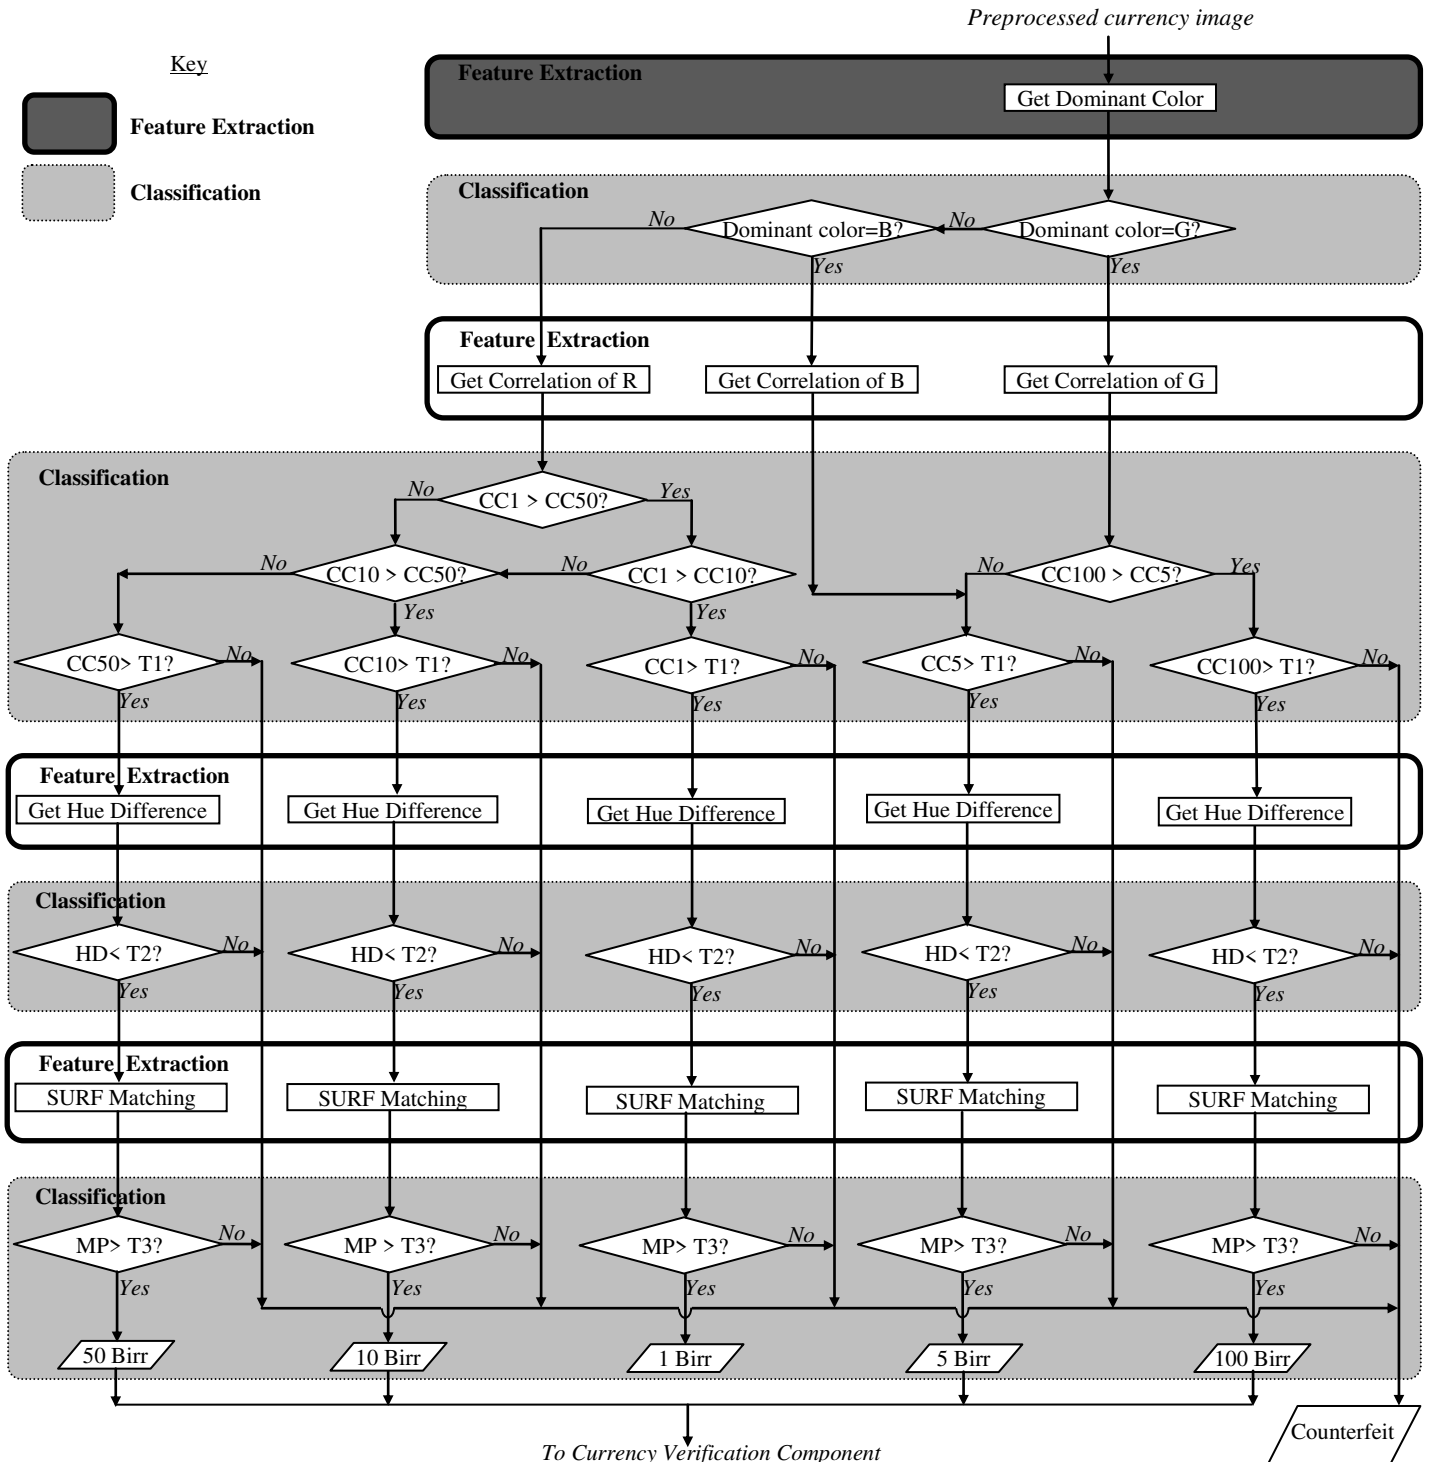 Preprocessed currency image
Key
Feature Extraction
Classification
Feature Extraction
Get Dominant Color
Classification
No
Dominant color=B?
No
Dominant color=G?
Yes
Yes
Feature Extraction
Get Correlation of R
Get Correlation of B
Get Correlation of G
Classification
No
CC1 > CC50?
Yes
No
CC10 > CC50?
No
CC1 > CC10?
No
CC100 > CC5?
Yes
Yes
Yes
CC50> T1?
No
CC10> T1?
No
CC1> T1?
No
CC5> T1?
No
CC100> T1?
No
Yes
Yes
Yes
Yes
Yes
Feature Extraction
Get Hue Difference
Get Hue Difference
Get Hue Difference
Get Hue Difference
Get Hue Difference
Classification
HD< T2?
No
HD< T2?
No
HD< T2?
No
HD< T2?
No
HD< T2?
No
Yes
Yes
Yes
Yes
Yes
Feature Extraction
SURF Matching
SURF Matching
SURF Matching
SURF Matching
SURF Matching
Classification
MP> T3?
No
MP > T3?
No
MP> T3?
No
MP> T3?
No
MP> T3?
No
Yes
Yes
Yes
Yes
Yes
50 Birr
10 Birr
1 Birr
5 Birr
100 Birr
Counterfeit
To Currency Verification Component